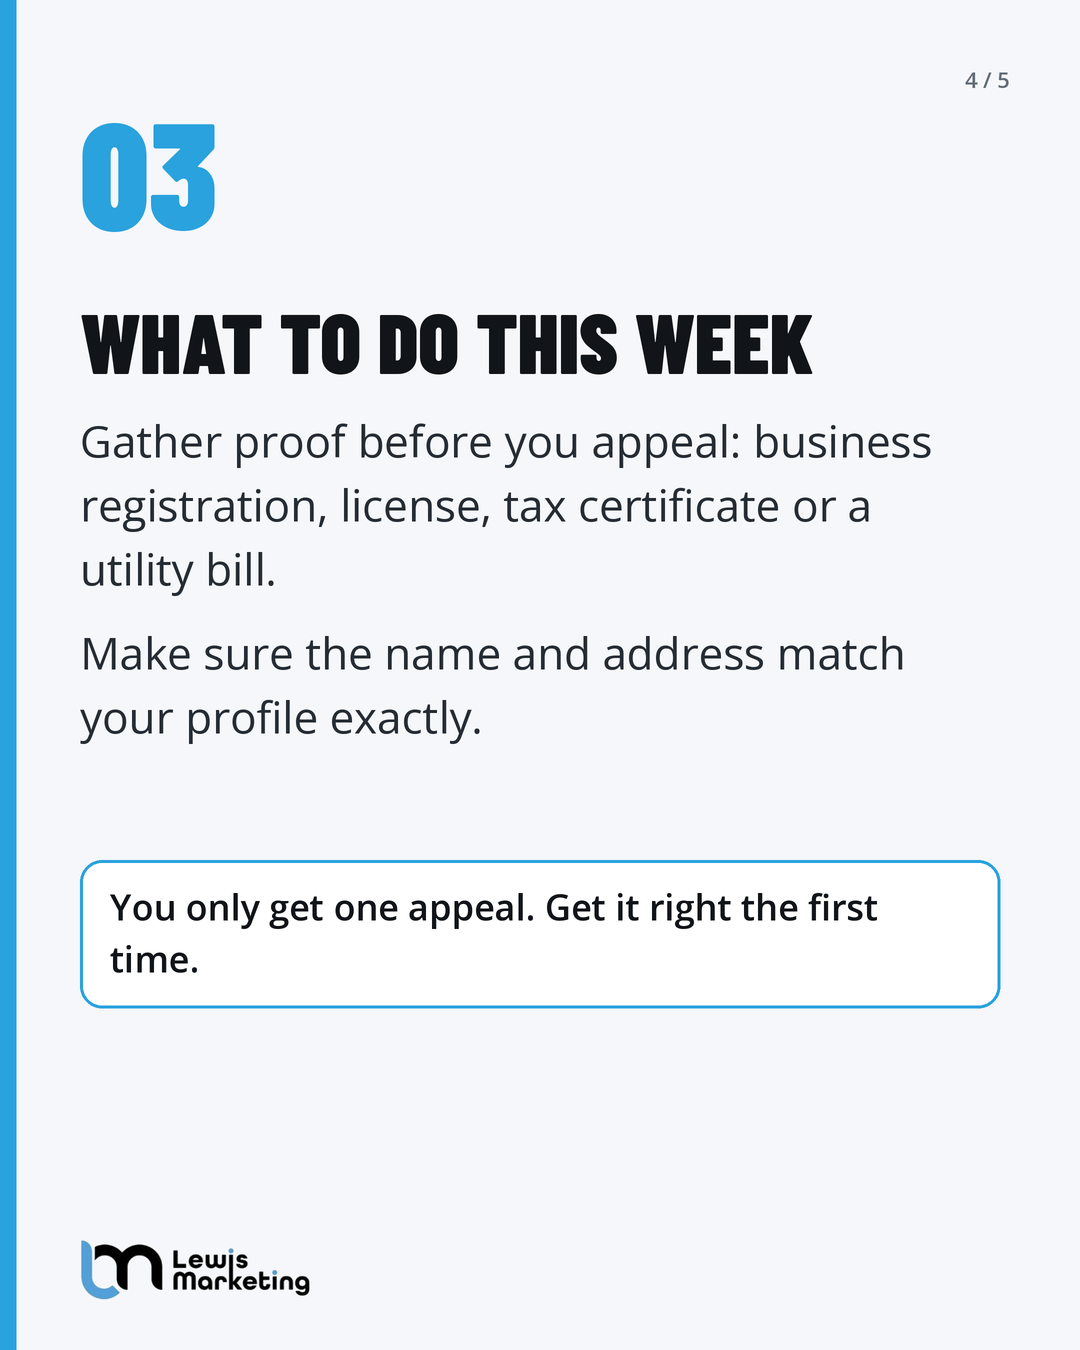 4 / 5
03
WHAT TO DO THIS WEEK
Gather proof before you appeal: business
registration, license, tax certificate or a
utility bill.
Make sure the name and address match
your profile exactly.
You only get one appeal. Get it right the first
time.
Lewis
Marketing